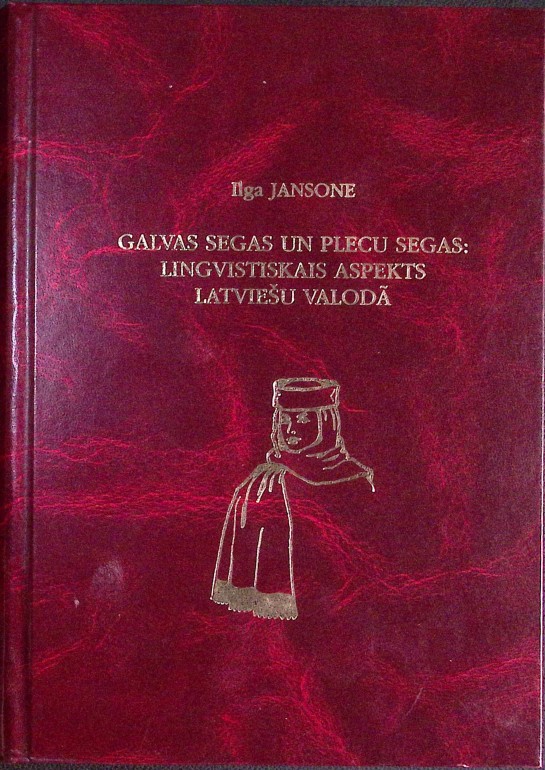 Ilga JANSONE
GALVAS SEGAS UN PLECU SEGAS:
LINGVISTISKAIS ASPEKTS
LATVIEŠU VALODĀ